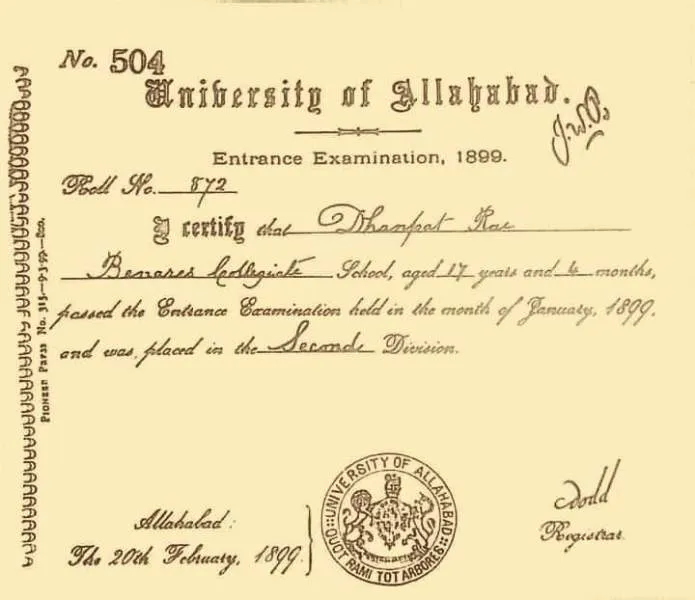 No. 504
University of Allahabad.
J.W.P.
Entrance Examination, 1899.
Roll No. 872
I certify that Dhanpat Rae
Benares Collegiate School, aged 17 years and 4 months,
passed the Entrance Examination held in the month of January, 1899,
and was placed in the Second Division.
UNIVERSITY OF ALLAHABAD
QUOT RAMI TOT ARBORES
Dodd
Allahabad:
Registrar.
The 20th February, 1899.